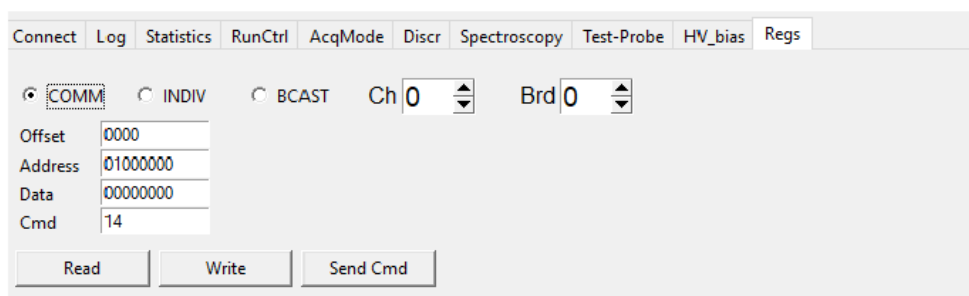 Connect Log Statistics RunCtrl AcqMode Discr Spectroscopy Test-Probe HV_bias Regs
COMM INDIV BCAST Ch 0 Brd 0
Offset 0000
Address 01000000
Data 00000000
Cmd 14
Read Write Send Cmd